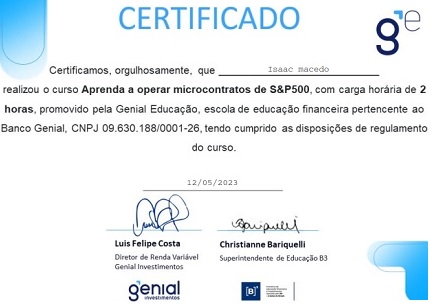 CERTIFICADO
ge
Certificamos, orgulhosamente, que Isaac macedo
realizou o curso Aprenda a operar microcontratos de S&P500, com carga horária de 2
horas, promovido pela Genial Educação, escola de educação financeira pertencente ao
Banco Genial, CNPJ 09.630.188/0001-26, tendo cumprido as disposições de regulamento
do curso.
12/05/2023
Luis Felipe Costa
Diretor de Renda Variável
Genial Investimentos
Christianne Bariquelli
Superintendente de Educação B3
genial
investimentos
[B]³